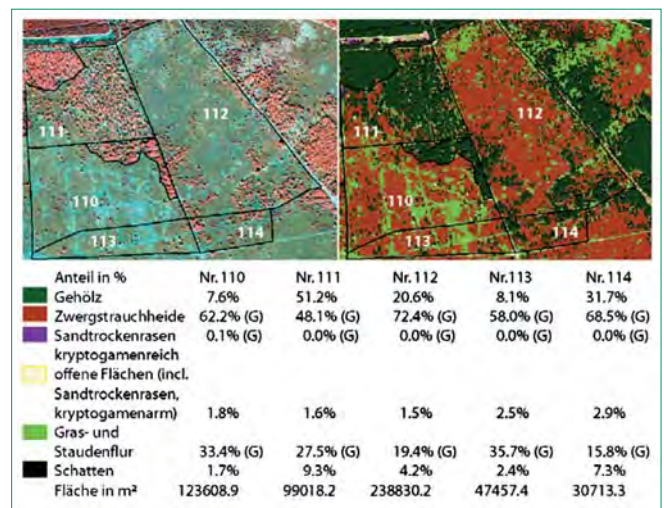 111
112
110
113
114
111
112
110
113
114
Anteil in % Nr. 110 Nr. 111 Nr. 112 Nr. 113 Nr. 114
Gehölz 7.6% 51.2% 20.6% 8.1% 31.7%
Zwergstrauchheide 62.2% (G) 48.1% (G) 72.4% (G) 58.0% (G) 68.5% (G)
Sandtrockenrasen 0.1% (G) 0.0% (G) 0.0% (G) 0.0% (G) 0.0% (G)
kryptogamenreich
offene Flächen (incl.
Sandtrockenrasen,
kryptogamenarm) 1.8% 1.6% 1.5% 2.5% 2.9%
Gras- und
Staudenflur 33.4% (G) 27.5% (G) 19.4% (G) 35.7% (G) 15.8% (G)
Schatten 1.7% 9.3% 4.2% 2.4% 7.3%
Fläche in m² 123608.9 99018.2 238830.2 47457.4 30713.3